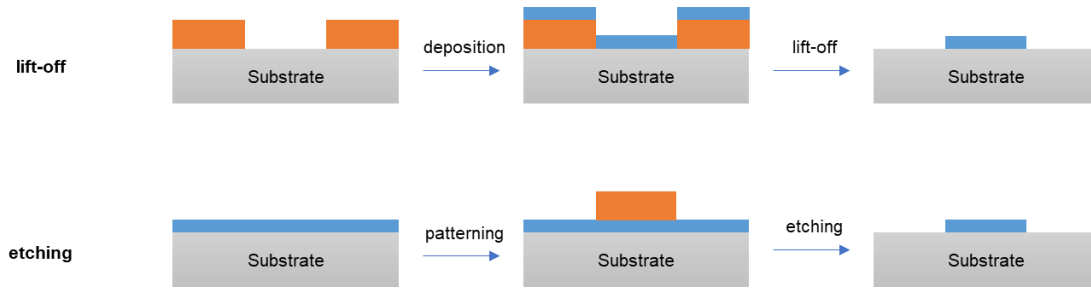 deposition
lift-off
lift-off
Substrate
Substrate
Substrate
patterning
etching
etching
Substrate
Substrate
Substrate